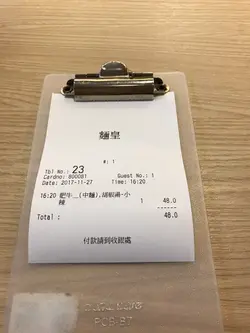 麵皇
#: 1
Tbl No.: 23
Cardno: 800081 Guest No.: 1
Date: 2017-11-27 Time: 16:20
16:20 肥牛__(中麵),胡椒湯-小辣 1 48.0
48.0
Total :
付款請到收銀處